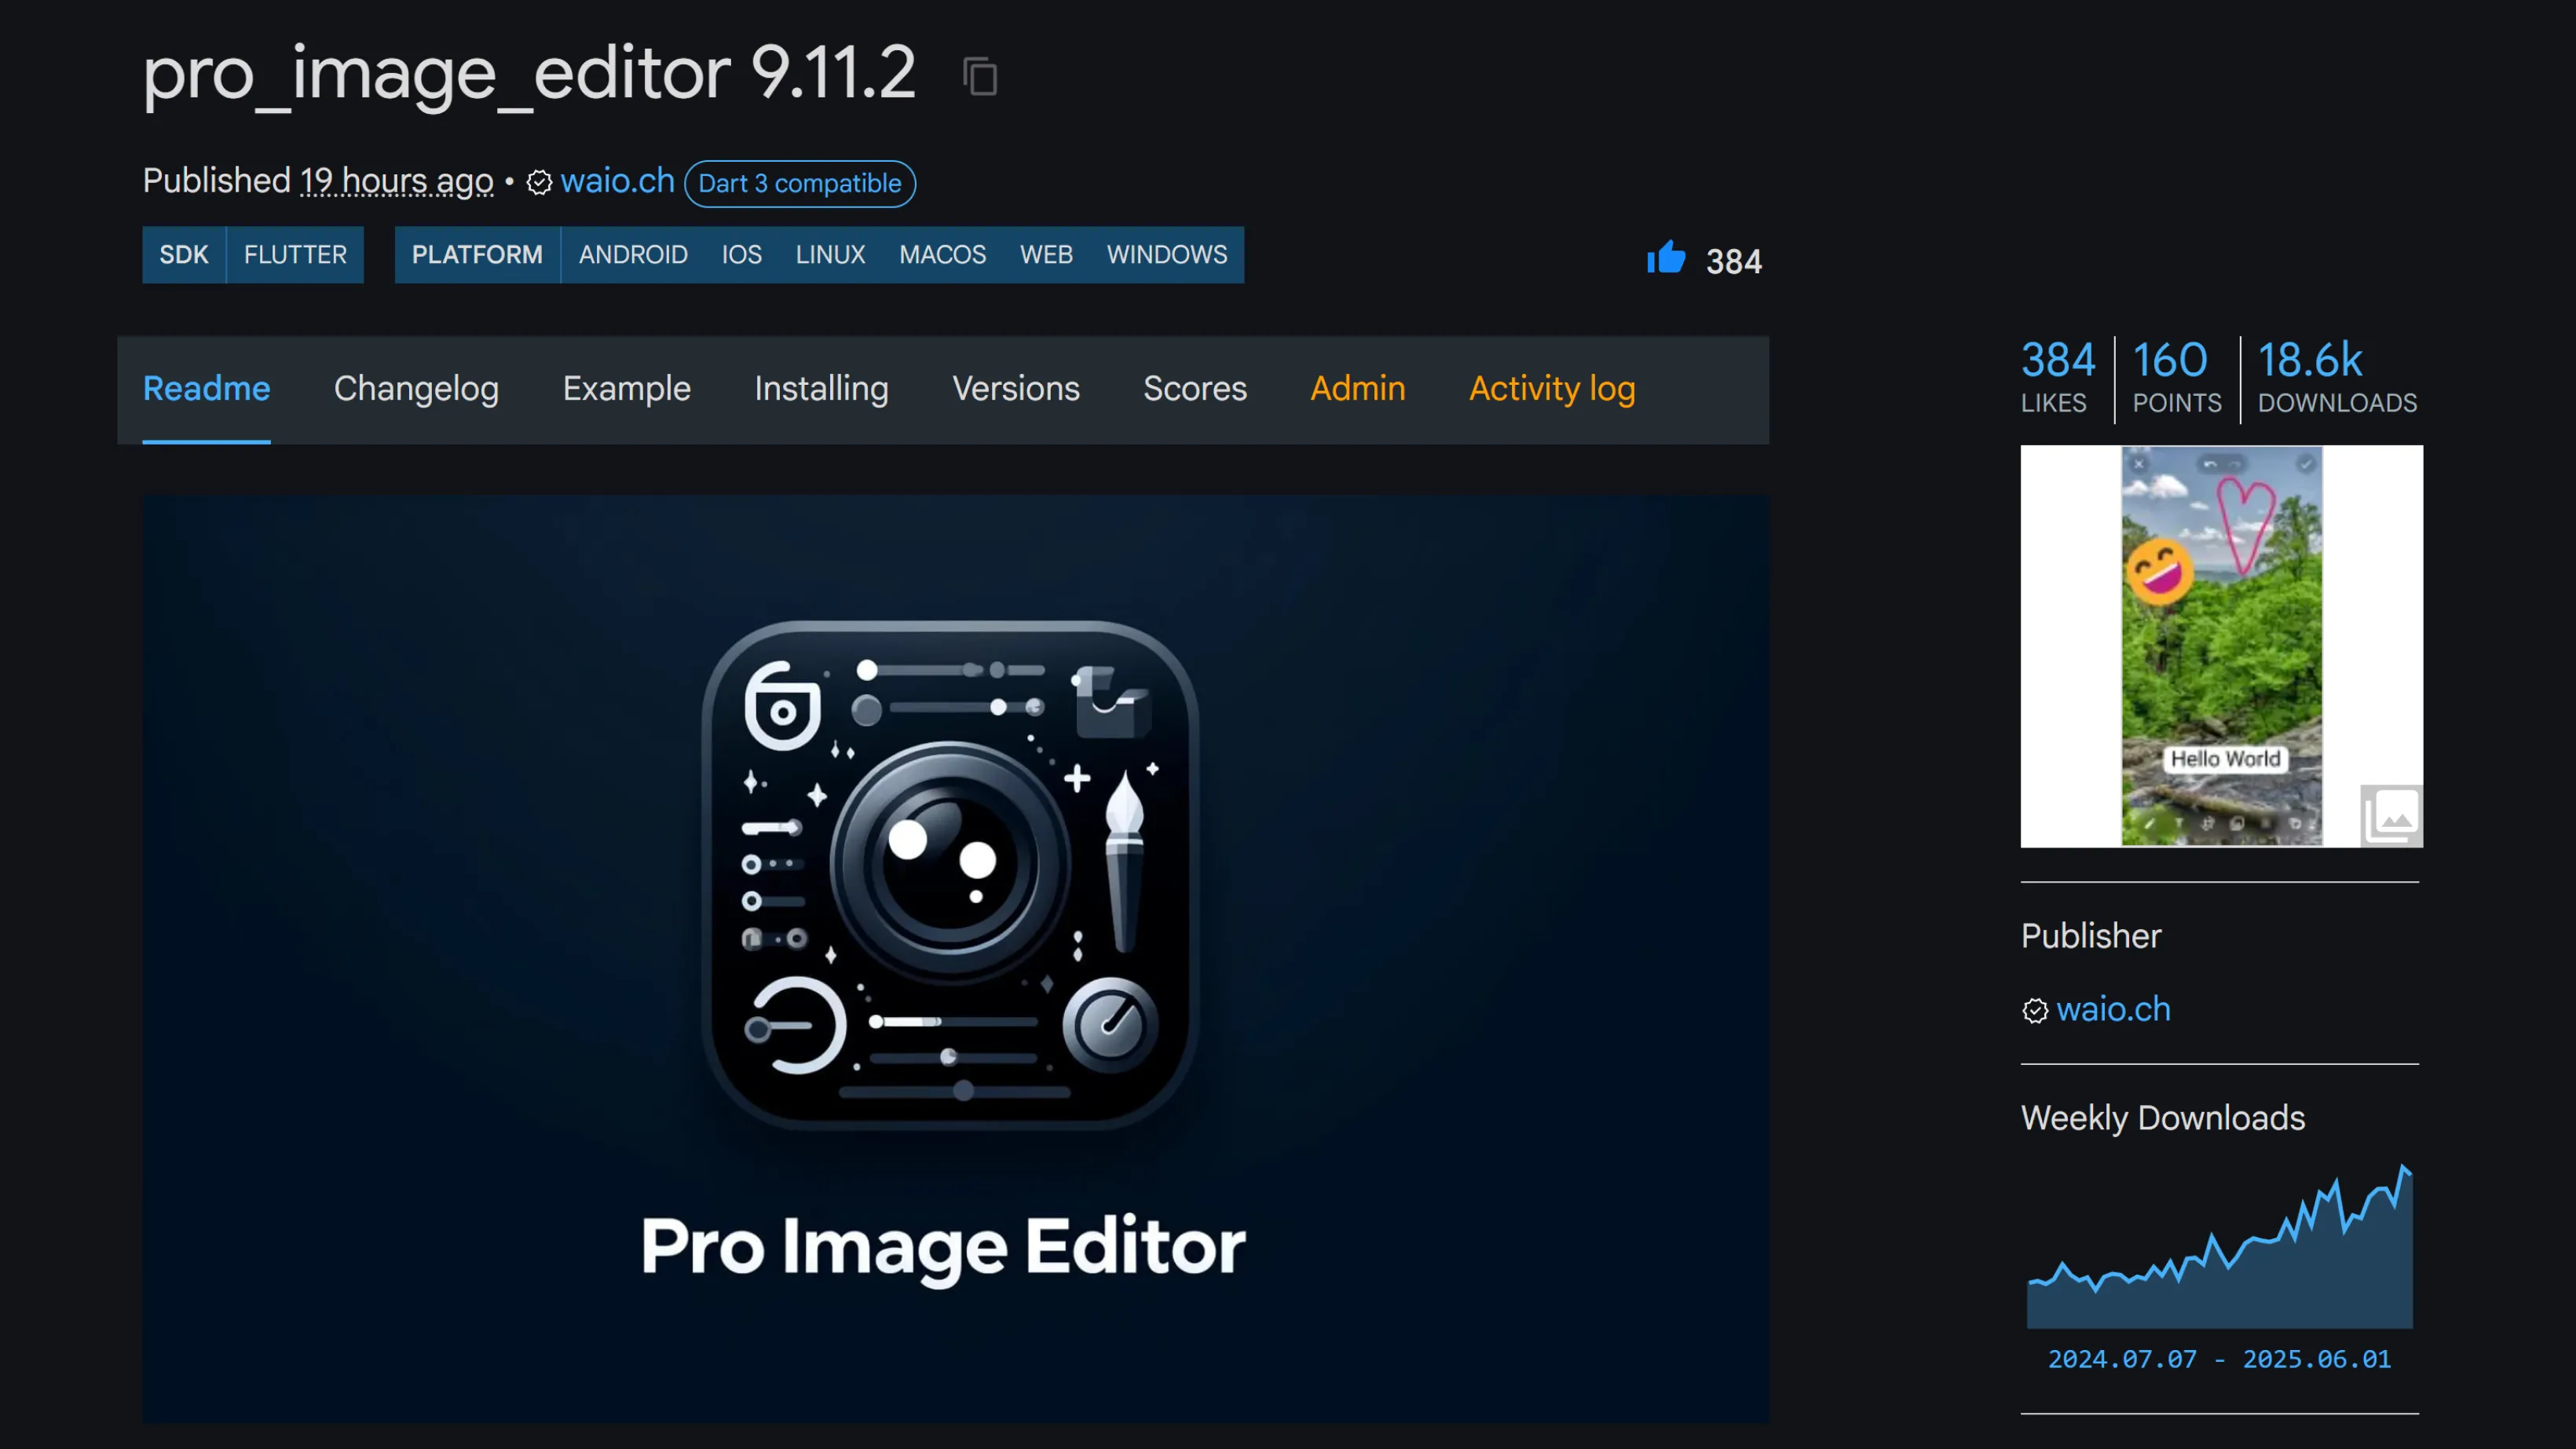 pro_image_editor 9.11.2
Published 19 hours ago • waio.ch Dart 3 compatible
SDK FLUTTER PLATFORM ANDROID IOS LINUX MACOS WEB WINDOWS
384
Readme Changelog Example Installing Versions Scores Admin Activity log
Pro Image Editor
384 160 18.6k
LIKES POINTS DOWNLOADS
Hello World
Publisher
waio.ch
Weekly Downloads
2024.07.07 - 2025.06.01